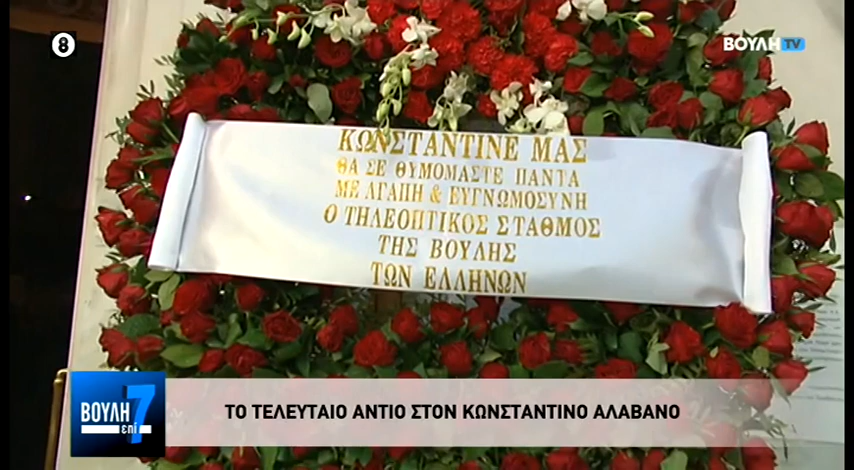 8
ΒΟΥΛΗ TV
ΚΩΝΣΤΑΝΤΙΝΕ ΜΑΣ
ΘΑ ΣΕ ΘΥΜΟΜΑΣΤΕ ΠΑΝΤΑ
ΜΕ ΑΓΑΠΗ & ΕΥΓΝΩΜΟΣΥΝΗ
Ο ΤΗΛΕΟΠΤΙΚΟΣ ΣΤΑΘΜΟΣ
ΤΗΣ ΒΟΥΛΗΣ
ΤΩΝ ΕΛΛΗΝΩΝ
ΒΟΥΛΗ
επί 7
ΤΟ ΤΕΛΕΥΤΑΙΟ ΑΝΤΙΟ ΣΤΟΝ ΚΩΝΣΤΑΝΤΙΝΟ ΑΛΑΒΑΝΟ